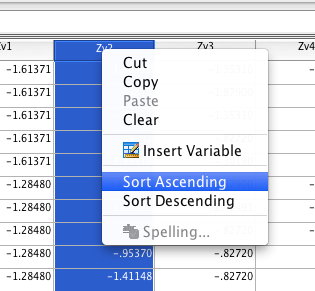 Zv1 Zv2 Zv3 Zv4
-1.61371
-1.61371
-1.61371
-1.61371
-1.61371
-1.28480
-1.28480
-1.28480
-1.28480 -.95370 -.82720
-1.28480 -1.41148 -.82720
Cut
Copy
Paste
Clear
Insert Variable
Sort Ascending
Sort Descending
Spelling...